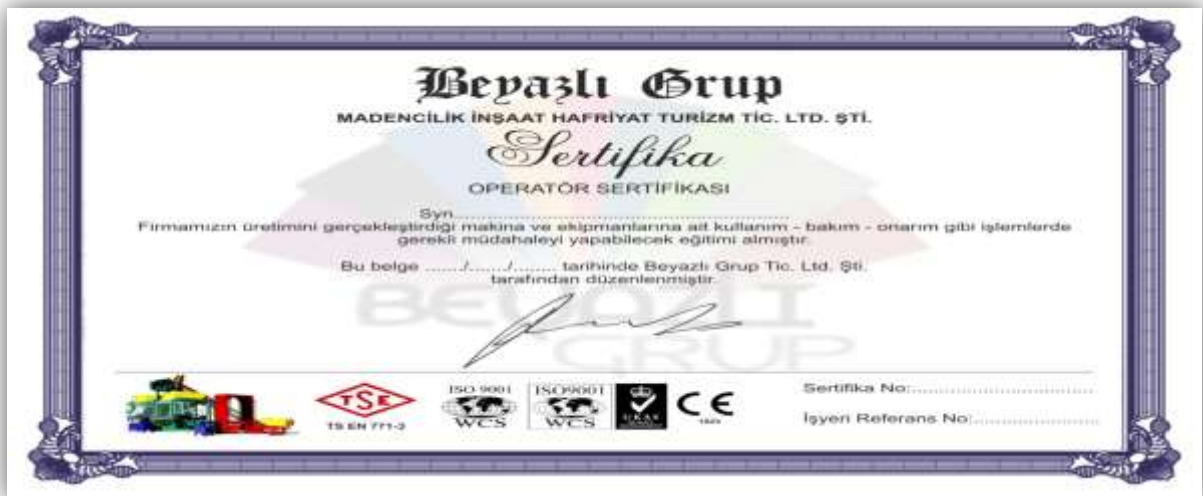 Beyazlı Grup
MADENCİLİK İNŞAAT HAFRİYAT TURİZM TİC. LTD. ŞTİ.
Sertifika
OPERATÖR SERTİFİKASI
Syn.............................................................
Firmamızın üretimini gerçekleştirdiği makina ve ekipmanlarına ait kullanım - bakım - onarım gibi işlemlerde
gerekli müdahaleyi yapabilecek eğitimi almıştır.
Bu belge ......./......./........ tarihinde Beyazlı Grup Tic. Ltd. Şti.
tarafından düzenlenmiştir.
BEYAZLI
GRUP
TSE
TS EN 771-3
ISO 9001
WCS
ISO9001
WCS
UKAS
CE
Sertifika No:.................................
İşyeri Referans No:.......................